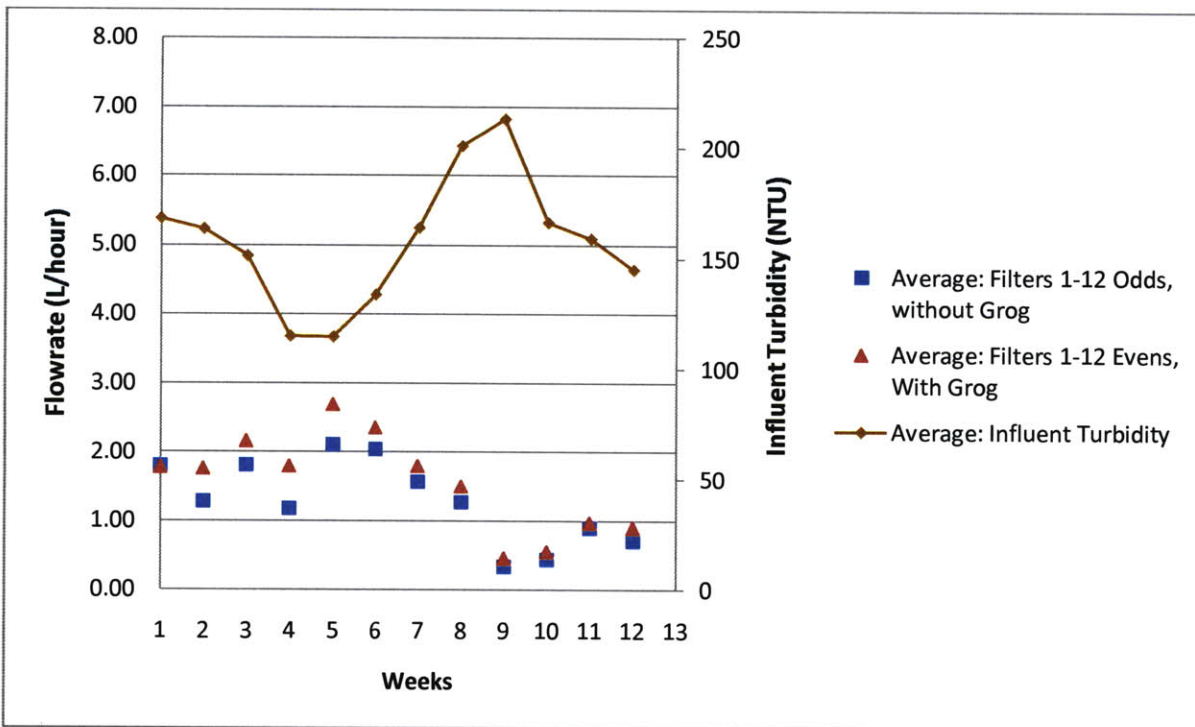 8.00
7.00
6.00
5.00
4.00
3.00
2.00
1.00
0.00
Flowrate (L/hour)
1 2 3 4 5 6 7 8 9 10 11 12 13
Weeks
250
200
150
100
50
0
Influent Turbidity (NTU)
Average: Filters 1-12 Odds,
without Grog
Average: Filters 1-12 Evens,
With Grog
Average: Influent Turbidity